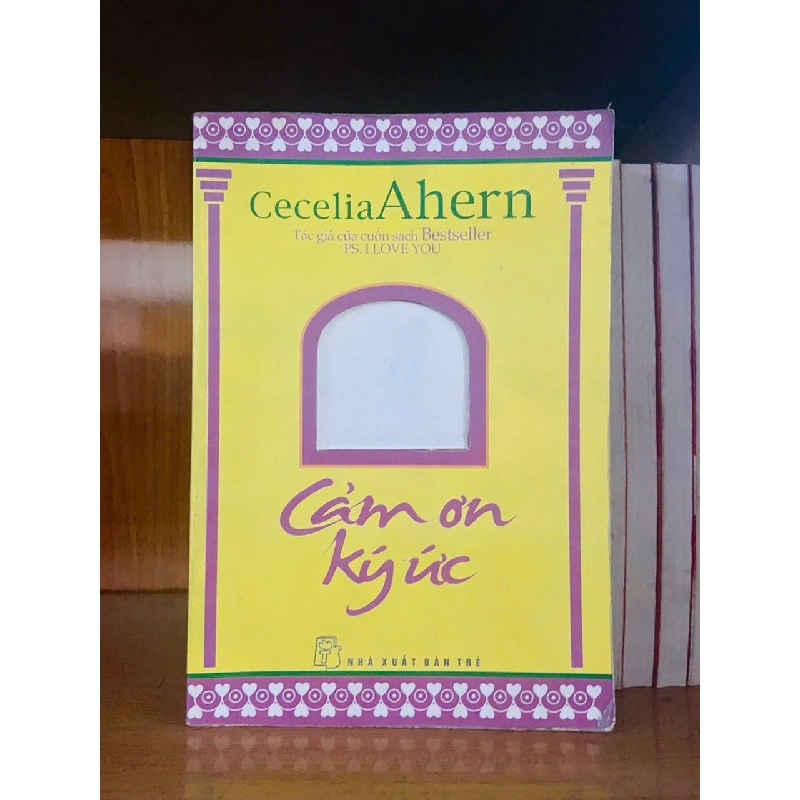 Cecelia Ahern
Tác giả của cuốn sách Bestseller
PS. I LOVE YOU
Cảm ơn
ký ức
NHÀ XUẤT BẢN TRẺ